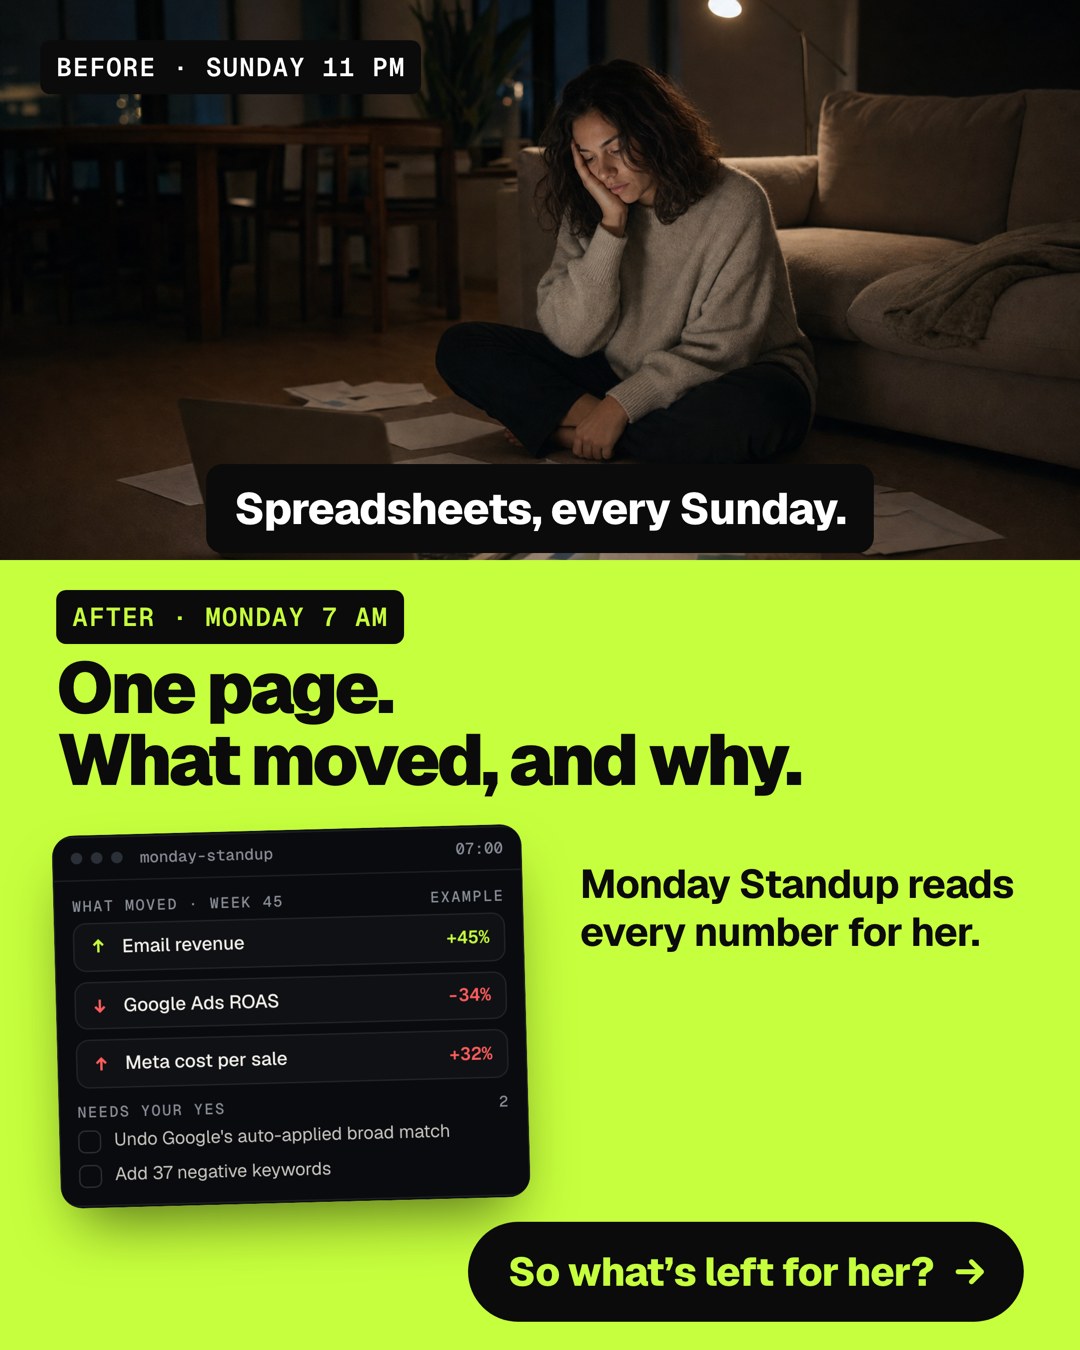 BEFORE · SUNDAY 11 PM
Spreadsheets, every Sunday.
AFTER · MONDAY 7 AM
One page.
What moved, and why.
monday-standup 07:00
WHAT MOVED · WEEK 45 EXAMPLE
↑ Email revenue +45%
↓ Google Ads ROAS -34%
↑ Meta cost per sale +32%
NEEDS YOUR YES 2
Undo Google's auto-applied broad match
Add 37 negative keywords
Monday Standup reads
every number for her.
So what’s left for her? →